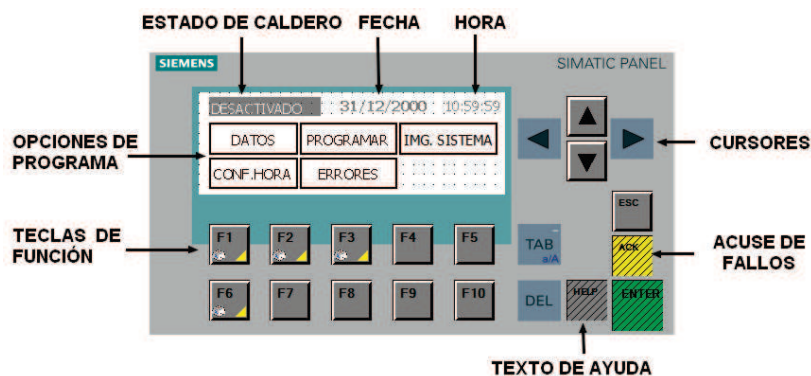 ESTADO DE CALDERO FECHA HORA
SIEMENS SIMATIC PANEL
DESACTIVADO 31/12/2000 10:59:59
OPCIONES DE PROGRAMA
DATOS PROGRAMAR IMG. SISTEMA
CONF.HORA ERRORES
CURSORES
TECLAS DE FUNCIÓN
F1 F2 F3 F4 F5
TAB
a/A
ESC
ACK
ACUSE DE FALLOS
F6 F7 F8 F9 F10
DEL HELP ENTER
TEXTO DE AYUDA